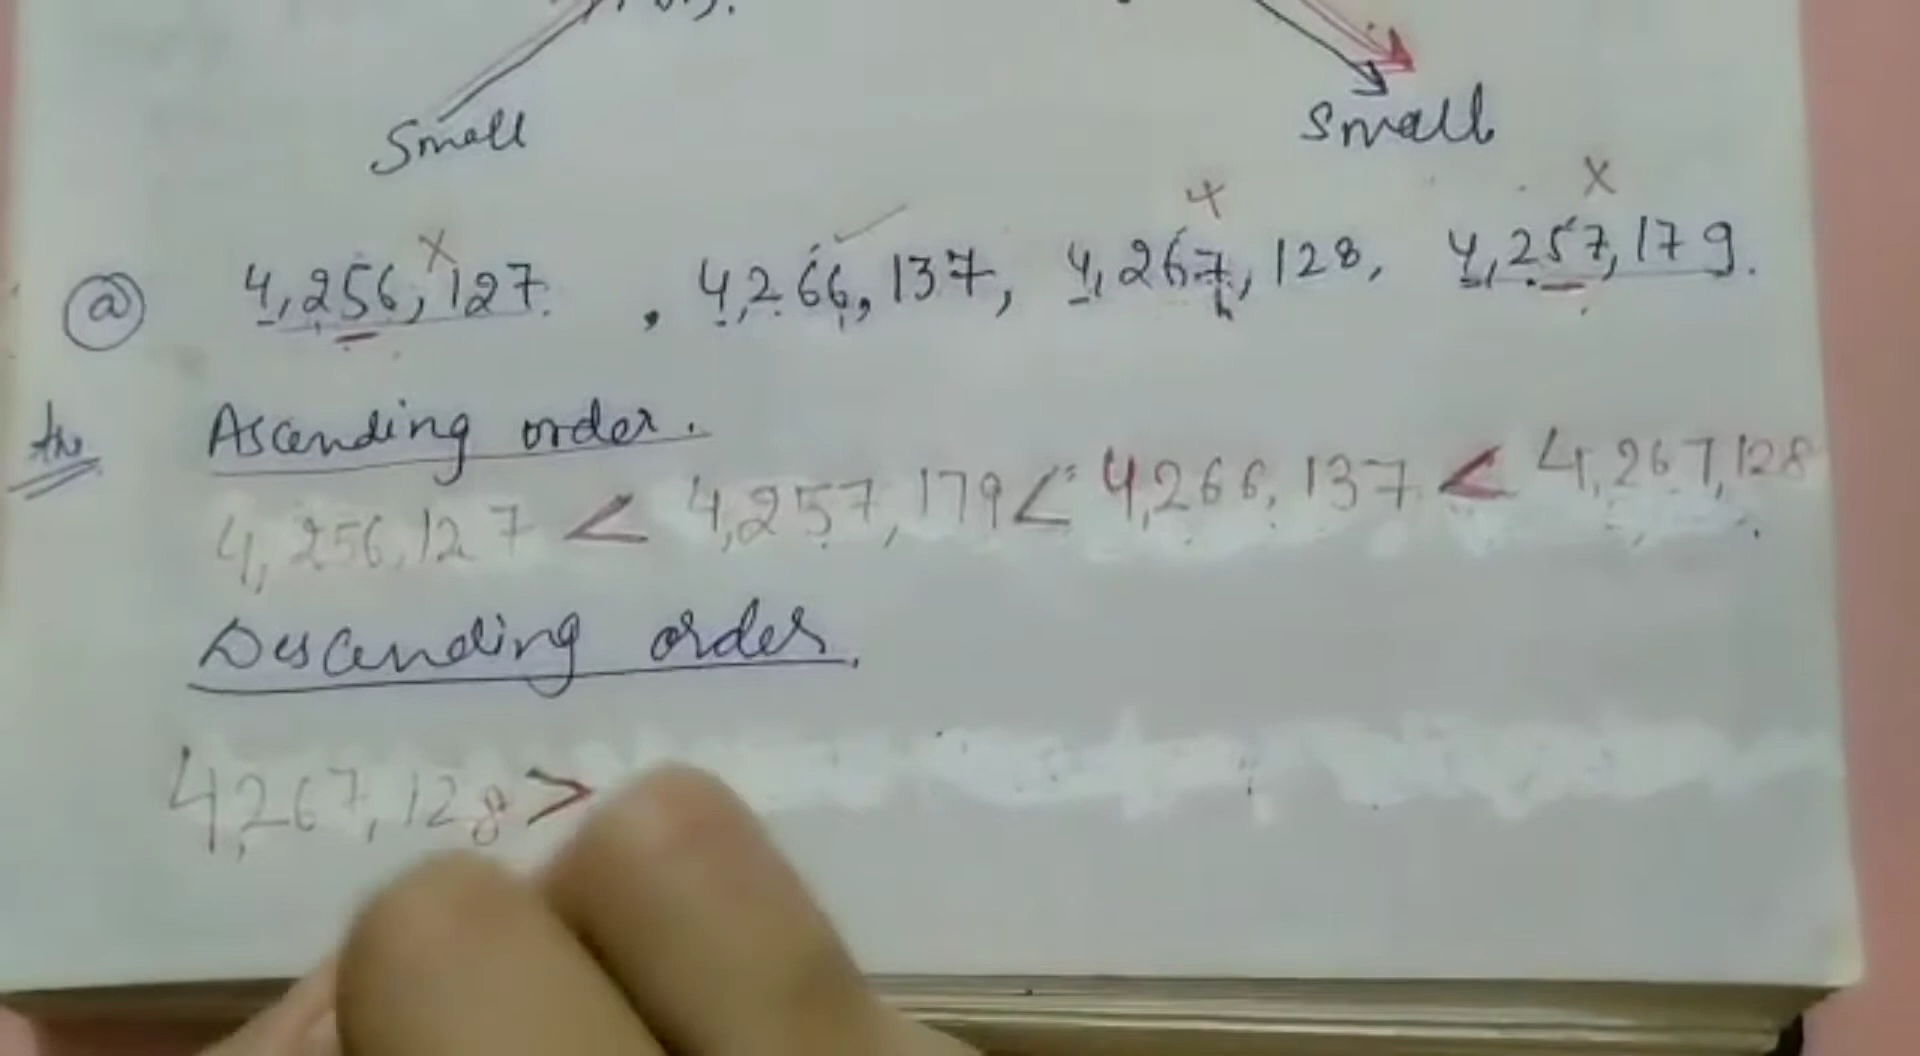 Small
Small
(a) 4,256,127. , 4,266,137, 4,267,128, 4,257,179.
Ascending order.
4,256,127 < 4,257,179 < 4,266,137 < 4,267,128
Descending order.
4,267,128 >